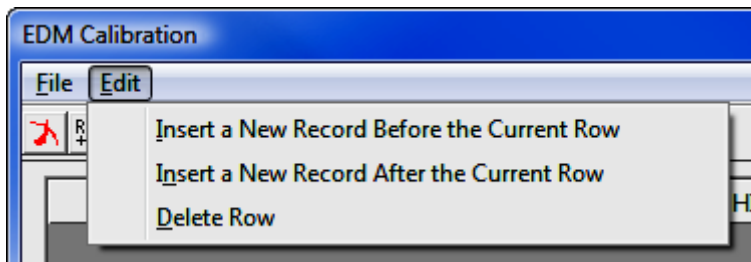 EDM Calibration
File Edit
R
+
Insert a New Record Before the Current Row
Insert a New Record After the Current Row
Delete Row